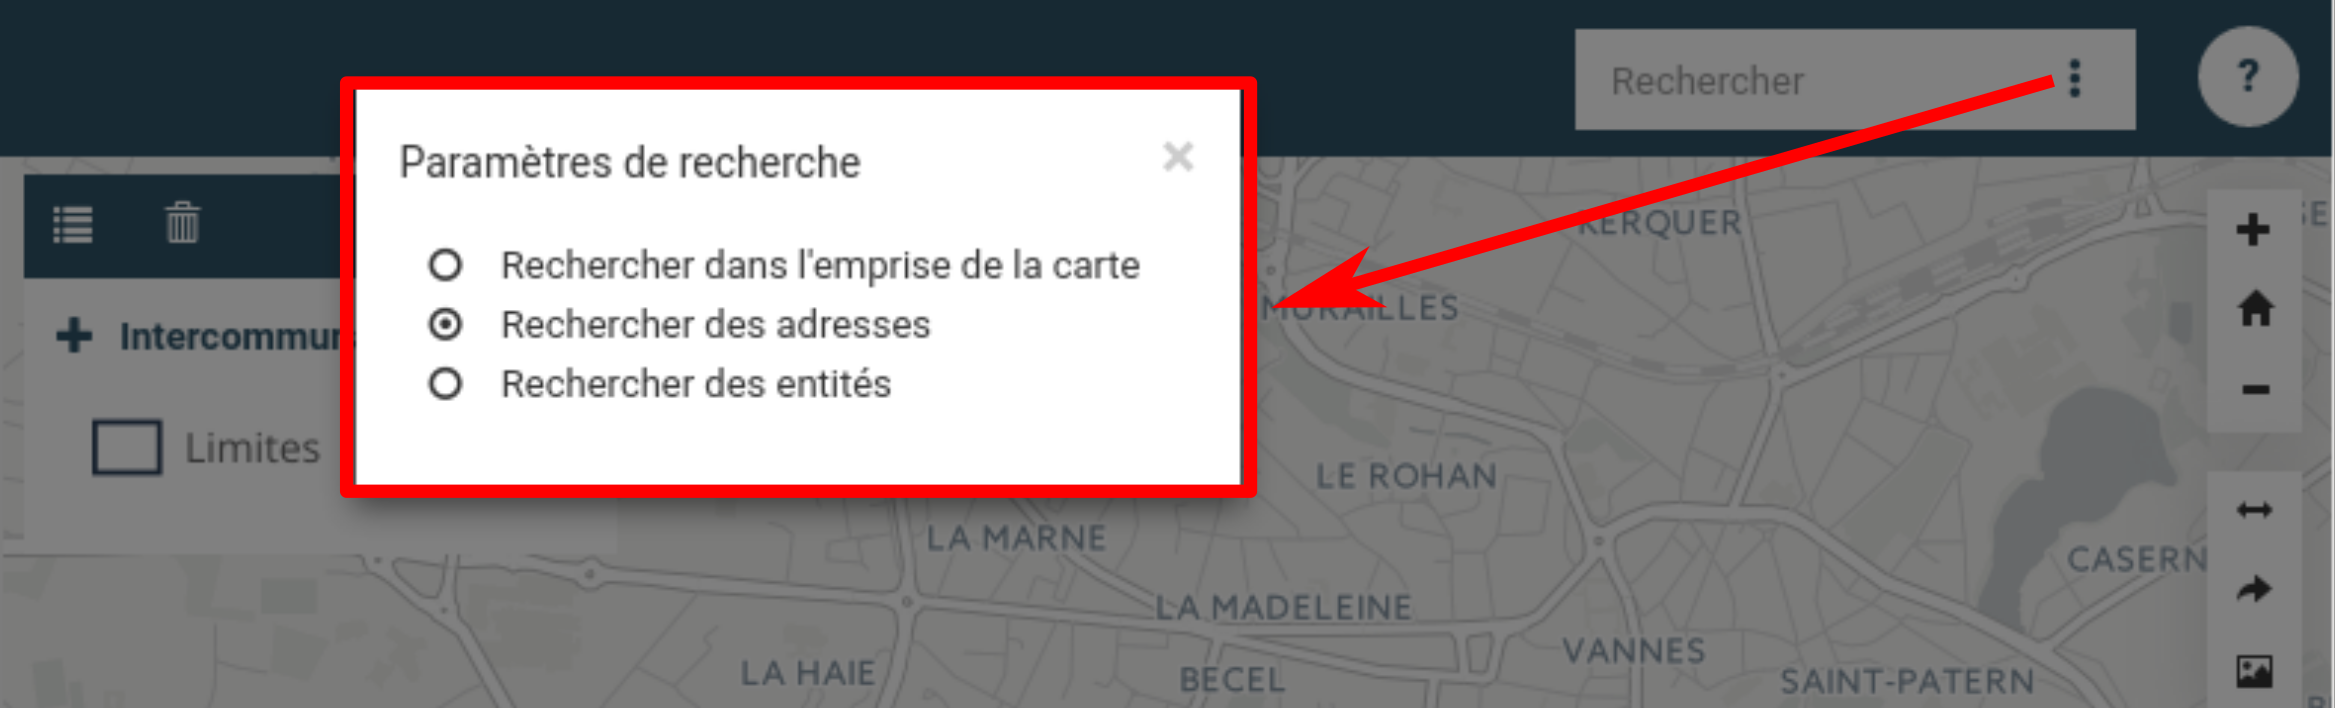 Rechercher
?
Paramètres de recherche
Rechercher dans l'emprise de la carte
Rechercher des adresses
Rechercher des entités
Limites
KERQUER
MURAILLES
LE ROHAN
LA MARNE
CASERN
LA MADELEINE
VANNES
LA HAIE
BECEL
SAINT-PATERN